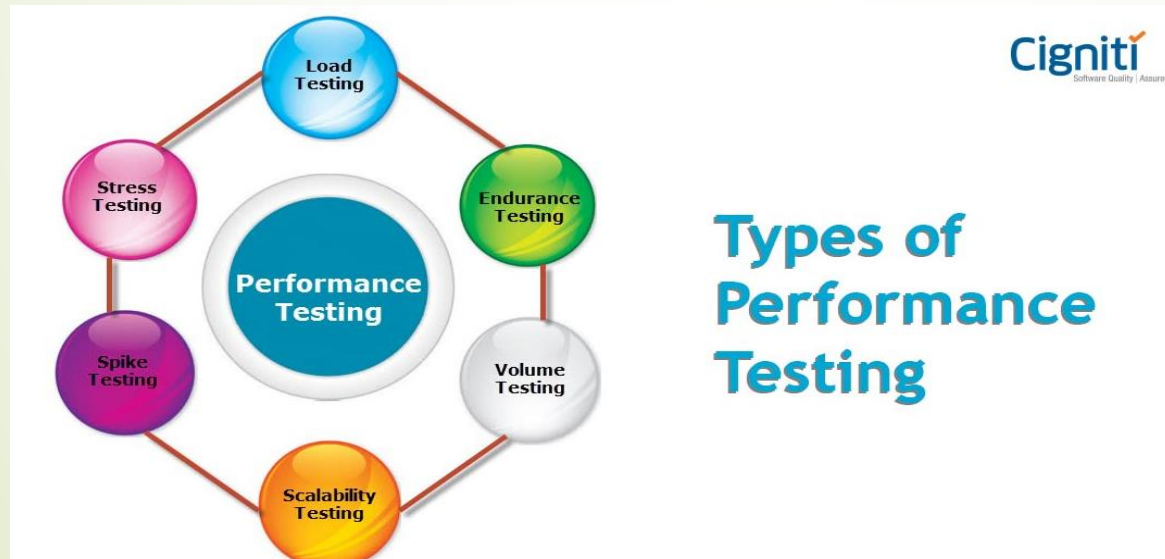 Cigniti
Software Quality | Assure
Load
Testing
Stress
Testing
Endurance
Testing
Performance
Testing
Spike
Testing
Volume
Testing
Scalability
Testing
Types of
Performance
Testing